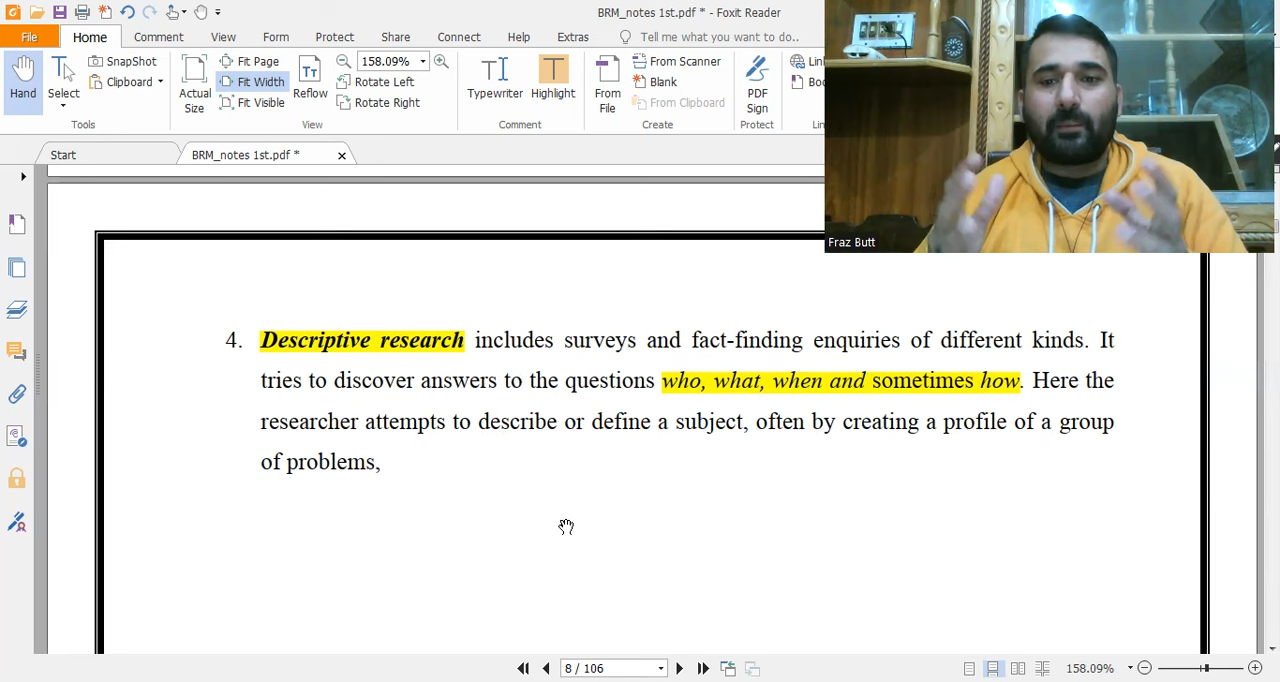 BRM_notes 1st.pdf * - Foxit Reader
File Home Comment View Form Protect Share Connect Help Extras Tell me what you want to do..
SnapShot Fit Page 158.09% From Scanner
Clipboard Fit Width Rotate Left Blank
Hand Select Actual Size Reflow Fit Visible Rotate Right Typewriter Highlight From File From Clipboard PDF Sign
Tools View Comment Create Protect
Start BRM_notes 1st.pdf *
Fraz Butt
4. Descriptive research includes surveys and fact-finding enquiries of different kinds. It
tries to discover answers to the questions who, what, when and sometimes how. Here the
researcher attempts to describe or define a subject, often by creating a profile of a group
of problems,
8 / 106 158.09%